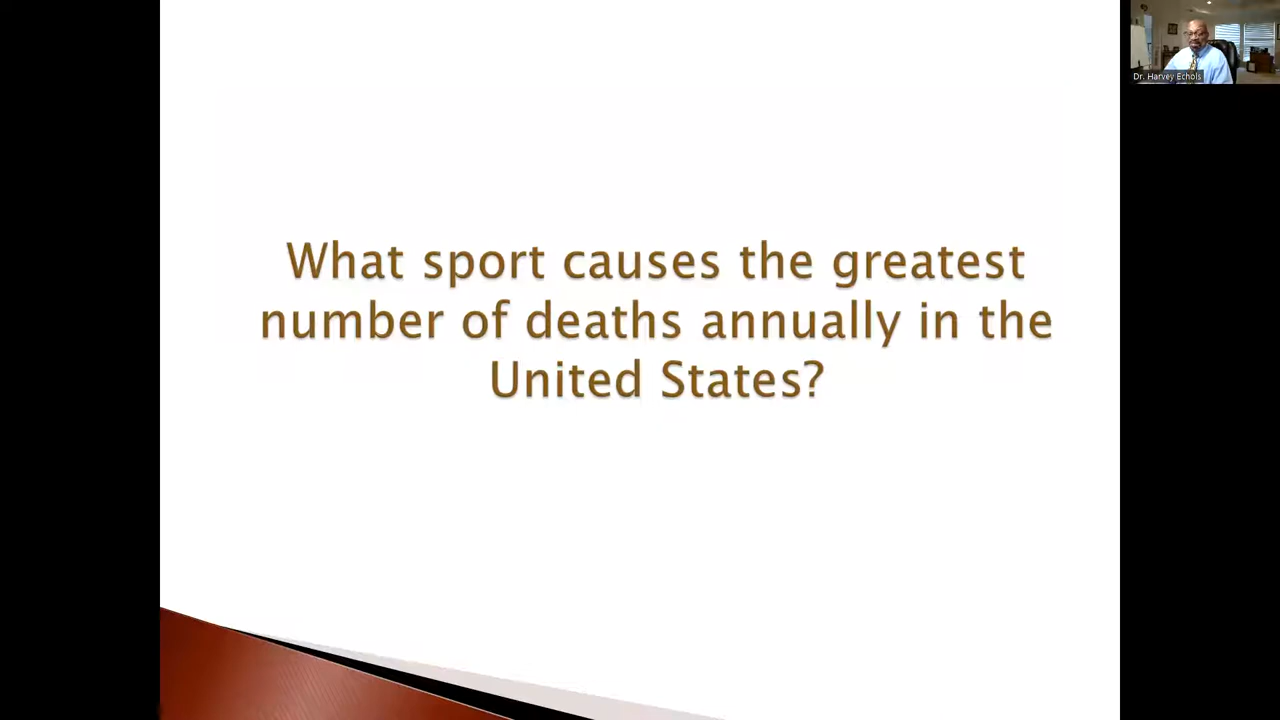 What sport causes the greatest
number of deaths annually in the
United States?
Dr. Harvey Echols